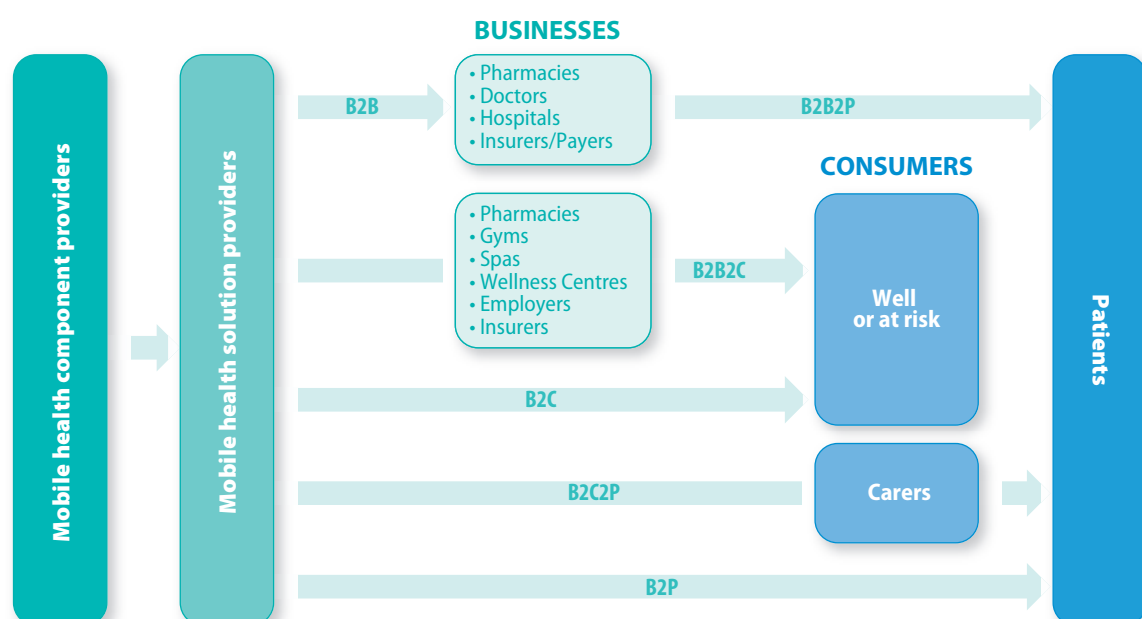 BUSINESSES
Mobile health component providers
Mobile health solution providers
B2B
• Pharmacies
• Doctors
• Hospitals
• Insurers/Payers
B2B2P
CONSUMERS
• Pharmacies
• Gyms
• Spas
• Wellness Centres
• Employers
• Insurers
B2B2C
Well
or at risk
B2C
B2C2P
Carers
B2P
Patients